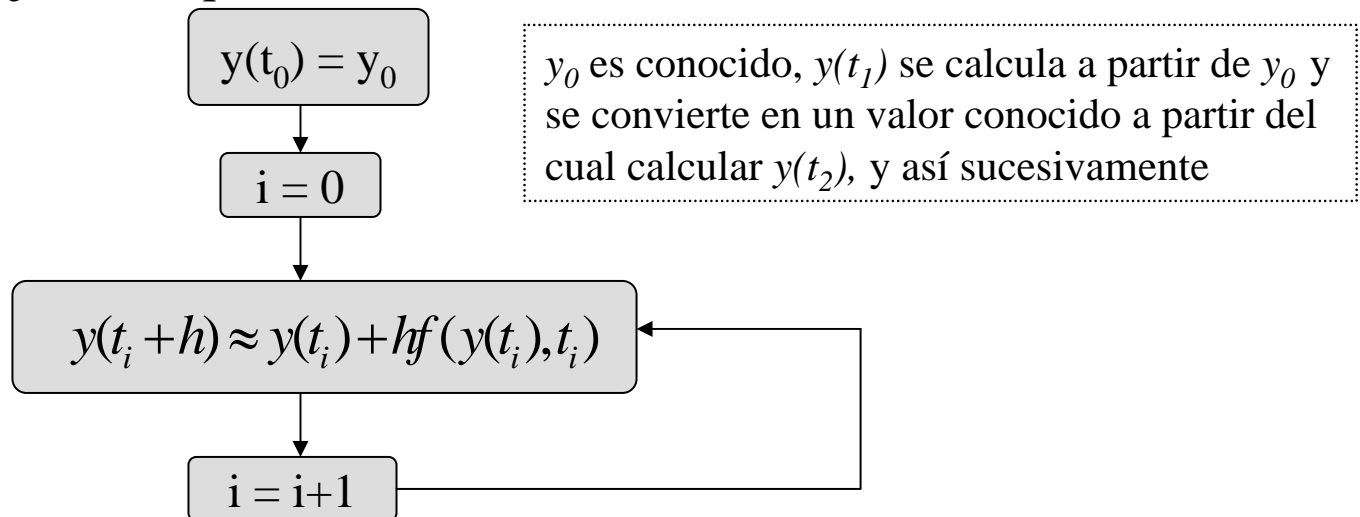 y(t₀) = y₀
y₀ es conocido, y(t₁) se calcula a partir de y₀ y
se convierte en un valor conocido a partir del
cual calcular y(t₂), y así sucesivamente
i = 0
y(tᵢ + h) ≈ y(tᵢ) + hf (y(tᵢ), tᵢ)
i = i+1